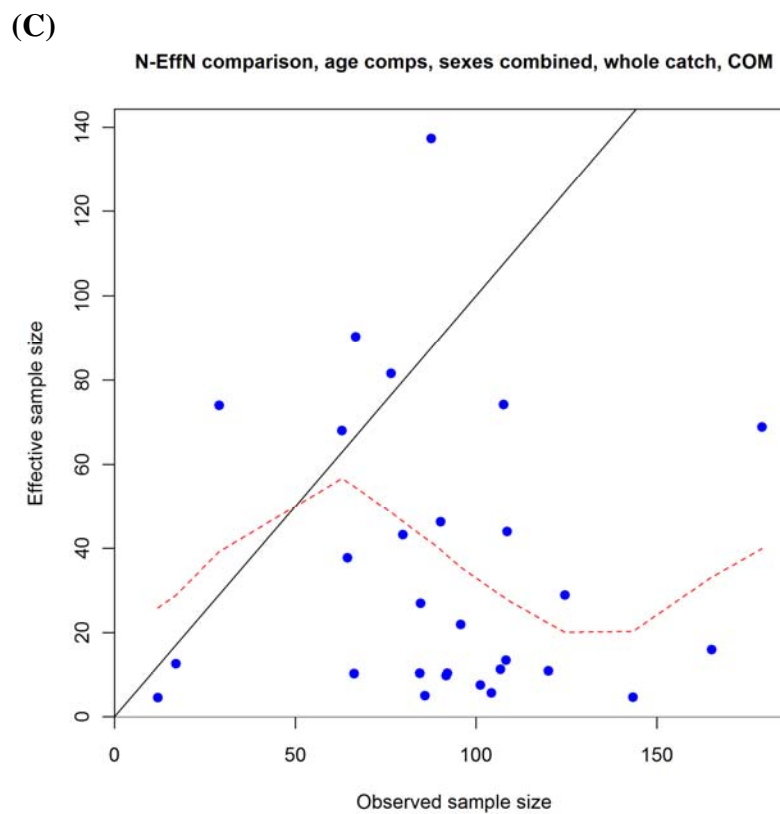 (C)
N-EffN comparison, age comps, sexes combined, whole catch, COM
140
120
100
80
60
40
20
0
Effective sample size
0 50 100 150
Observed sample size